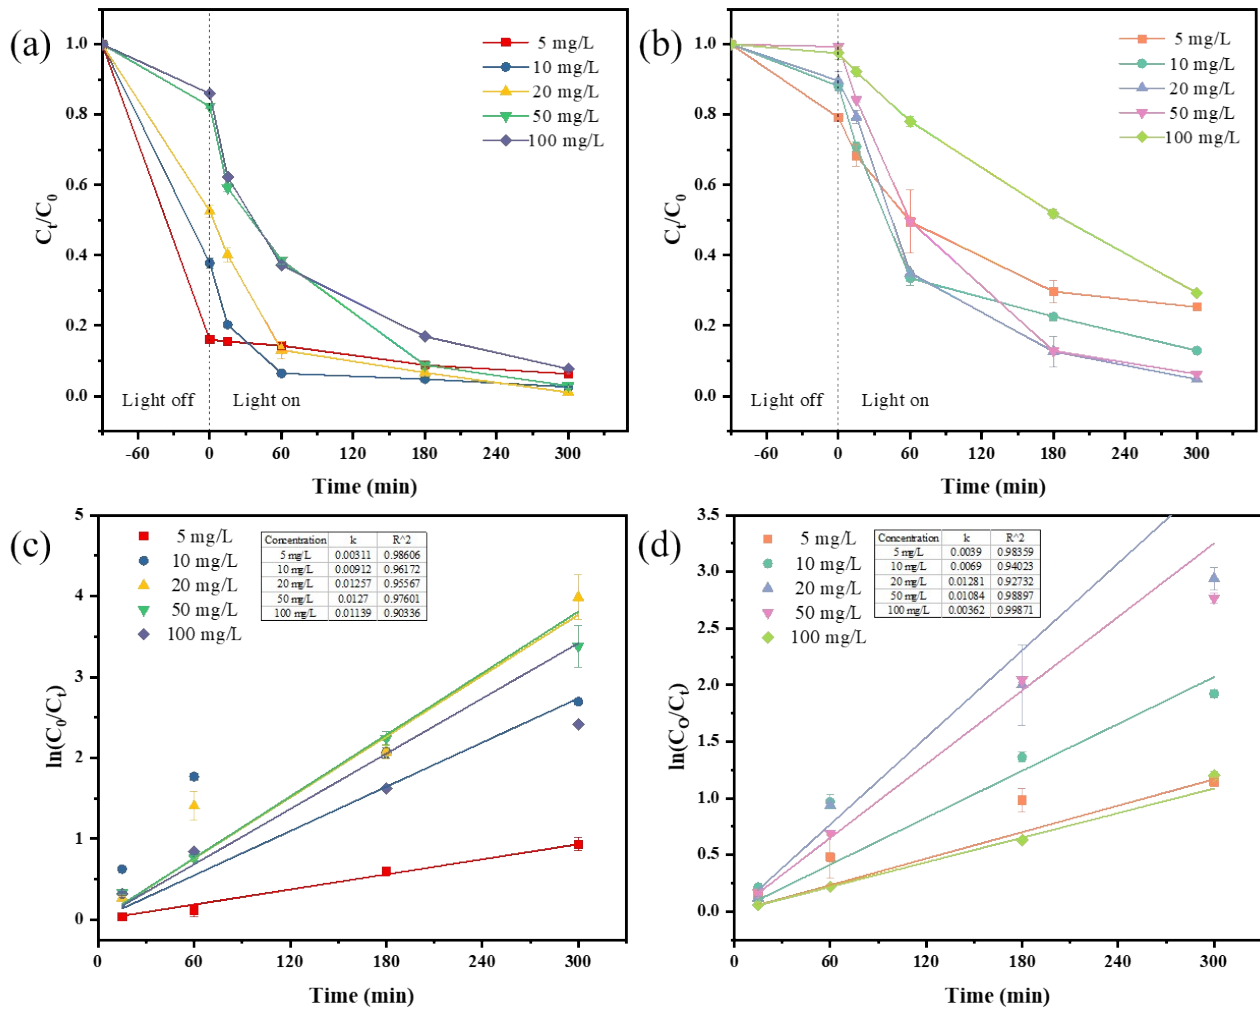 (a)
1.0
0.8
0.6
0.4
0.2
0.0
Ct/C0
5 mg/L
10 mg/L
20 mg/L
50 mg/L
100 mg/L
Light off
Light on
-60
0
60
120
180
240
300
Time (min)
(b)
1.0
0.8
0.6
0.4
0.2
0.0
Ct/C0
5 mg/L
10 mg/L
20 mg/L
50 mg/L
100 mg/L
Light off
Light on
-60
0
60
120
180
240
300
Time (min)
(c)
5
4
3
2
1
0
ln(C0/Ct)
5 mg/L
10 mg/L
20 mg/L
50 mg/L
100 mg/L
Concentration k R^2
5 mg/L 0.00311 0.98606
10 mg/L 0.00912 0.96172
20 mg/L 0.01257 0.95567
50 mg/L 0.0127 0.97601
100 mg/L 0.01139 0.90336
0
60
120
180
240
300
Time (min)
(d)
3.5
3.0
2.5
2.0
1.5
1.0
0.5
0.0
ln(CO/Ct)
5 mg/L
10 mg/L
20 mg/L
50 mg/L
100 mg/L
Concentration k R^2
5 mg/L 0.0039 0.98359
10 mg/L 0.0069 0.94023
20 mg/L 0.01281 0.92732
50 mg/L 0.01084 0.98897
100 mg/L 0.00362 0.99871
0
60
120
180
240
300
Time (min)